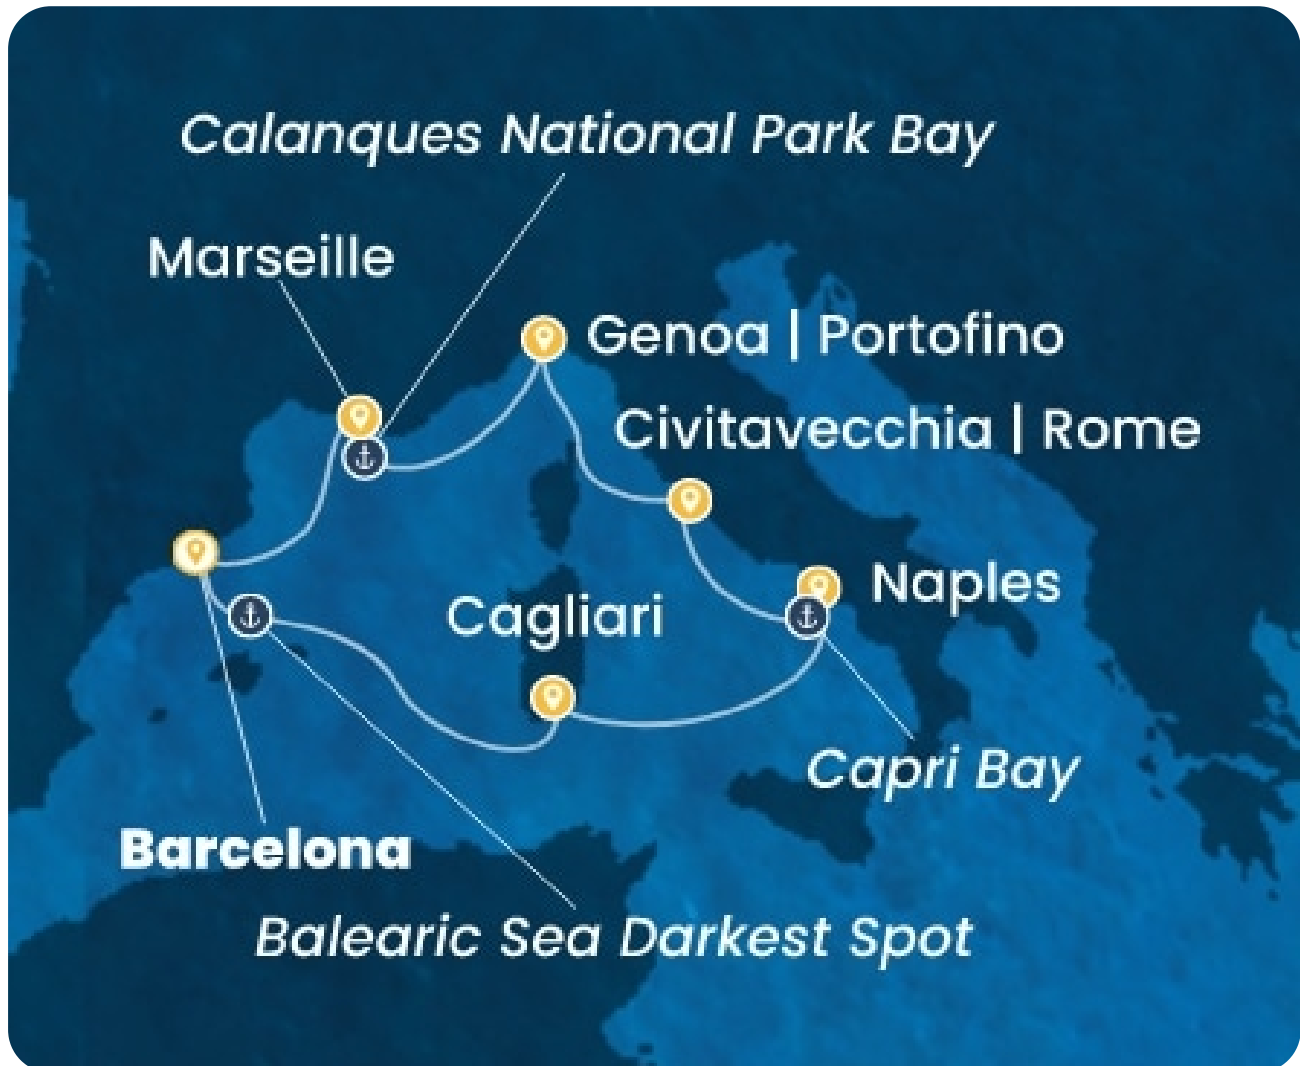 Calanques National Park Bay
Marseille
Genoa | Portofino
Civitavecchia | Rome
Naples
Cagliari
Capri Bay
Barcelona
Balearic Sea Darkest Spot